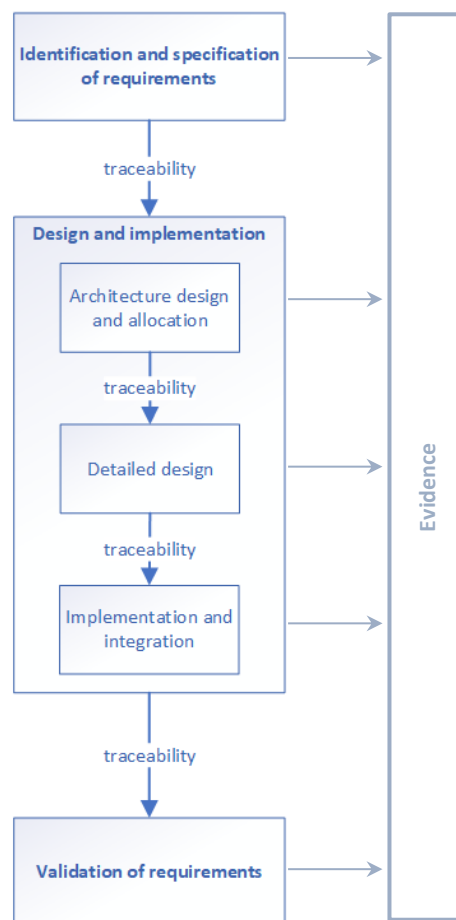 Identification and specification
of requirements
traceability
Design and implementation
Architecture design
and allocation
traceability
Detailed design
traceability
Implementation and
integration
traceability
Validation of requirements
Evidence